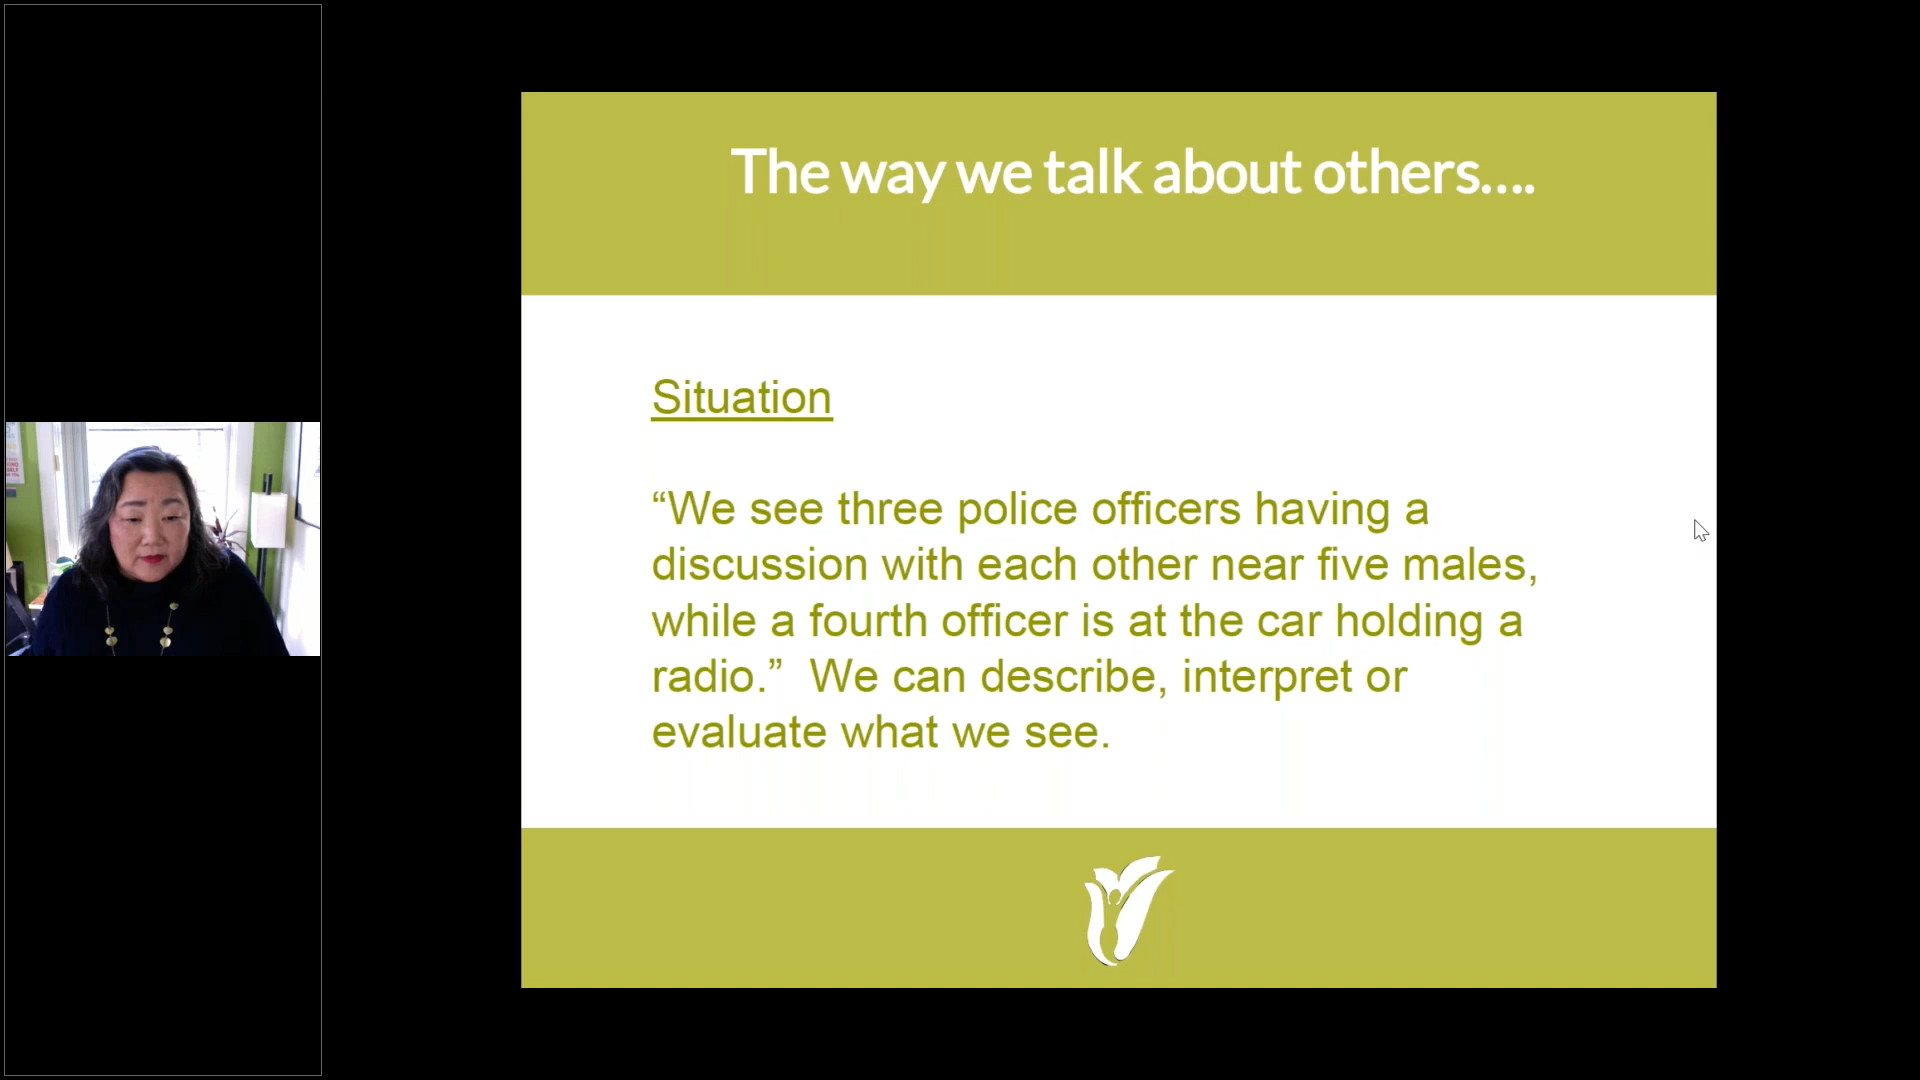 The way we talk about others....
Situation
“We see three police officers having a
discussion with each other near five males,
while a fourth officer is at the car holding a
radio.”  We can describe, interpret or
evaluate what we see.